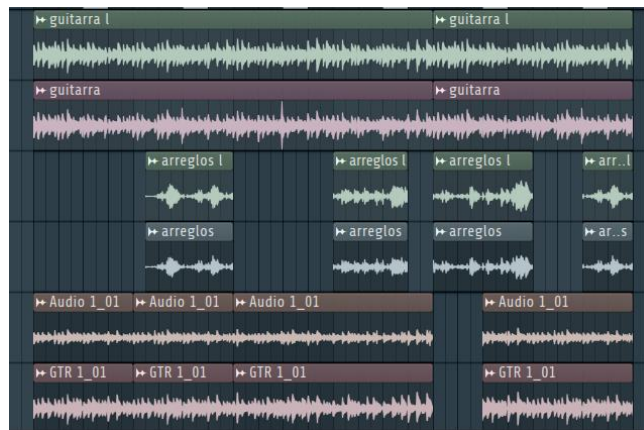 guitarra l guitarra l
guitarra guitarra
arreglos l arreglos l arreglos l arr..l
arreglos arreglos arreglos ar..s
Audio 1_01 Audio 1_01 Audio 1_01 Audio 1_01
GTR 1_01 GTR 1_01 GTR 1_01 GTR 1_01